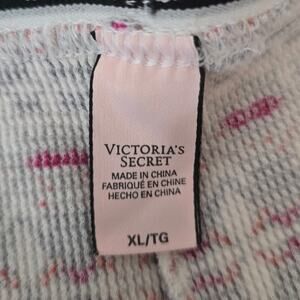 VICTORIA'S
SECRET
MADE IN CHINA
FABRIQUÉ EN CHINE
HECHO EN CHINA
XL/TG